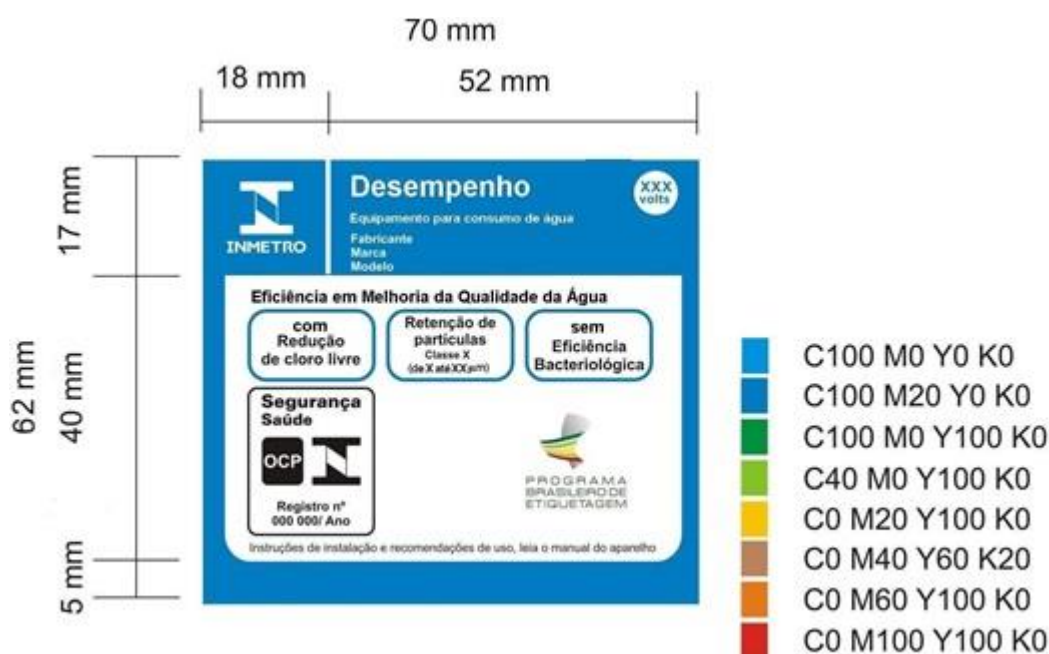 70 mm
18 mm
52 mm
17 mm
62 mm
40 mm
5 mm
INMETRO
Desempenho
XXX
volts
Equipamento para consumo de água
Fabricante
Marca
Modelo
Eficiência em Melhoria da Qualidade da Água
com
Redução
de cloro livre
Retenção de
partículas
Classe X
(de X até XX µm)
sem
Eficiência
Bacteriológica
Segurança
Saúde
OCP
Registro nº
000 000/ Ano
PROGRAMA
BRASILEIRO DE
ETIQUETAGEM
Instruções de instalação e recomendações de uso, leia o manual do aparelho
C100 M0 Y0 K0
C100 M20 Y0 K0
C100 M0 Y100 K0
C40 M0 Y100 K0
C0 M20 Y100 K0
C0 M40 Y60 K20
C0 M60 Y100 K0
C0 M100 Y100 K0